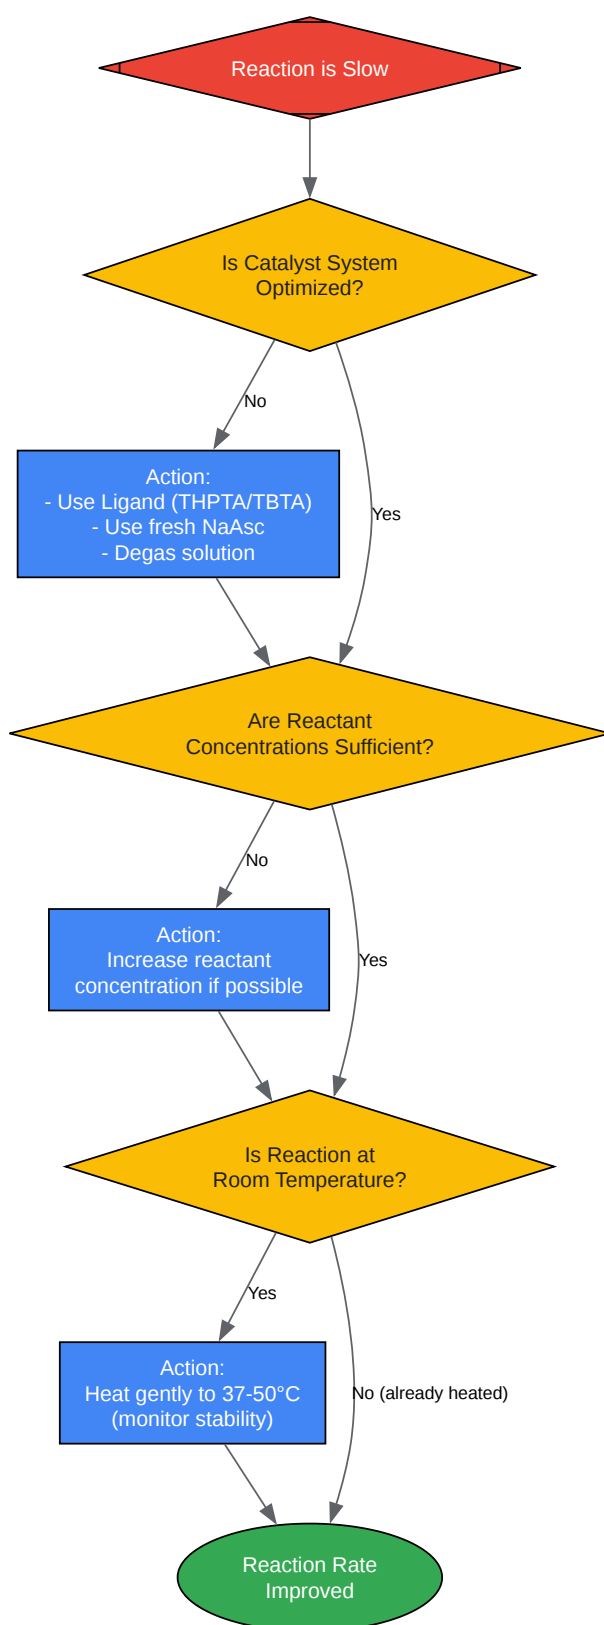 Reaction is Slow
Is Catalyst System
Optimized?
No
Yes
Action:
- Use Ligand (THPTA/TBTA)
- Use fresh NaAsc
- Degas solution
Are Reactant
Concentrations Sufficient?
No
Yes
Action:
Increase reactant
concentration if possible
Is Reaction at
Room Temperature?
Yes
No (already heated)
Action:
Heat gently to 37-50°C
(monitor stability)
Reaction Rate
Improved